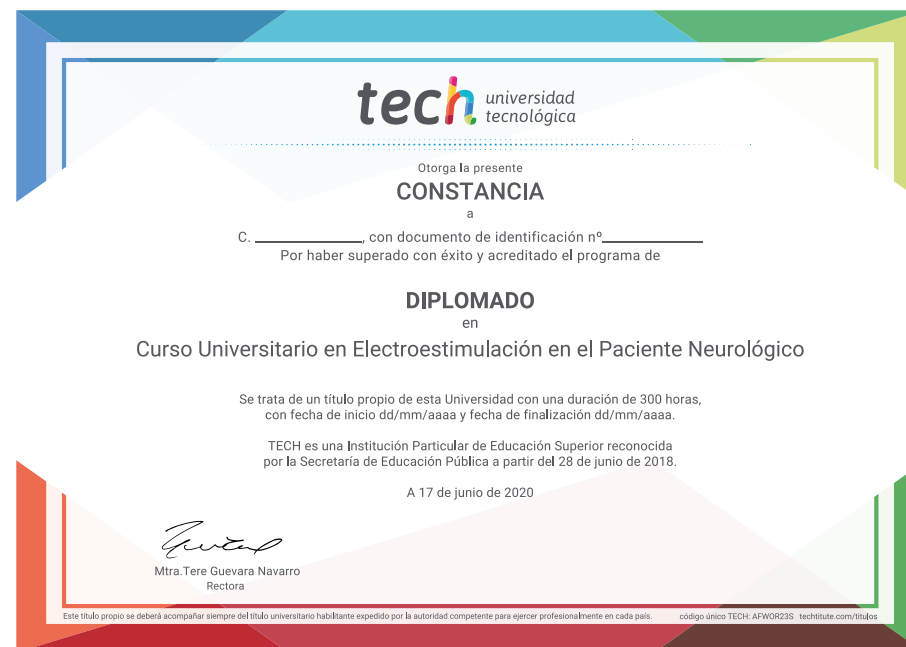 tech universidad
tecnológica
Otorga la presente
CONSTANCIA
a
C. ____________, con documento de identificación nº____________
Por haber superado con éxito y acreditado el programa de
DIPLOMADO
en
Curso Universitario en Electroestimulación en el Paciente Neurológico
Se trata de un título propio de esta Universidad con una duración de 300 horas,
con fecha de inicio dd/mm/aaaa y fecha de finalización dd/mm/aaaa.
TECH es una Institución Particular de Educación Superior reconocida
por la Secretaría de Educación Pública a partir del 28 de junio de 2018.
A 17 de junio de 2020
Mtra.Tere Guevara Navarro
Rectora
Este título propio se deberá acompañar siempre del título universitario habilitante expedido por la autoridad competente para ejercer profesionalmente en cada país. código único TECH: AFWOR23S techtitute.com/titulos